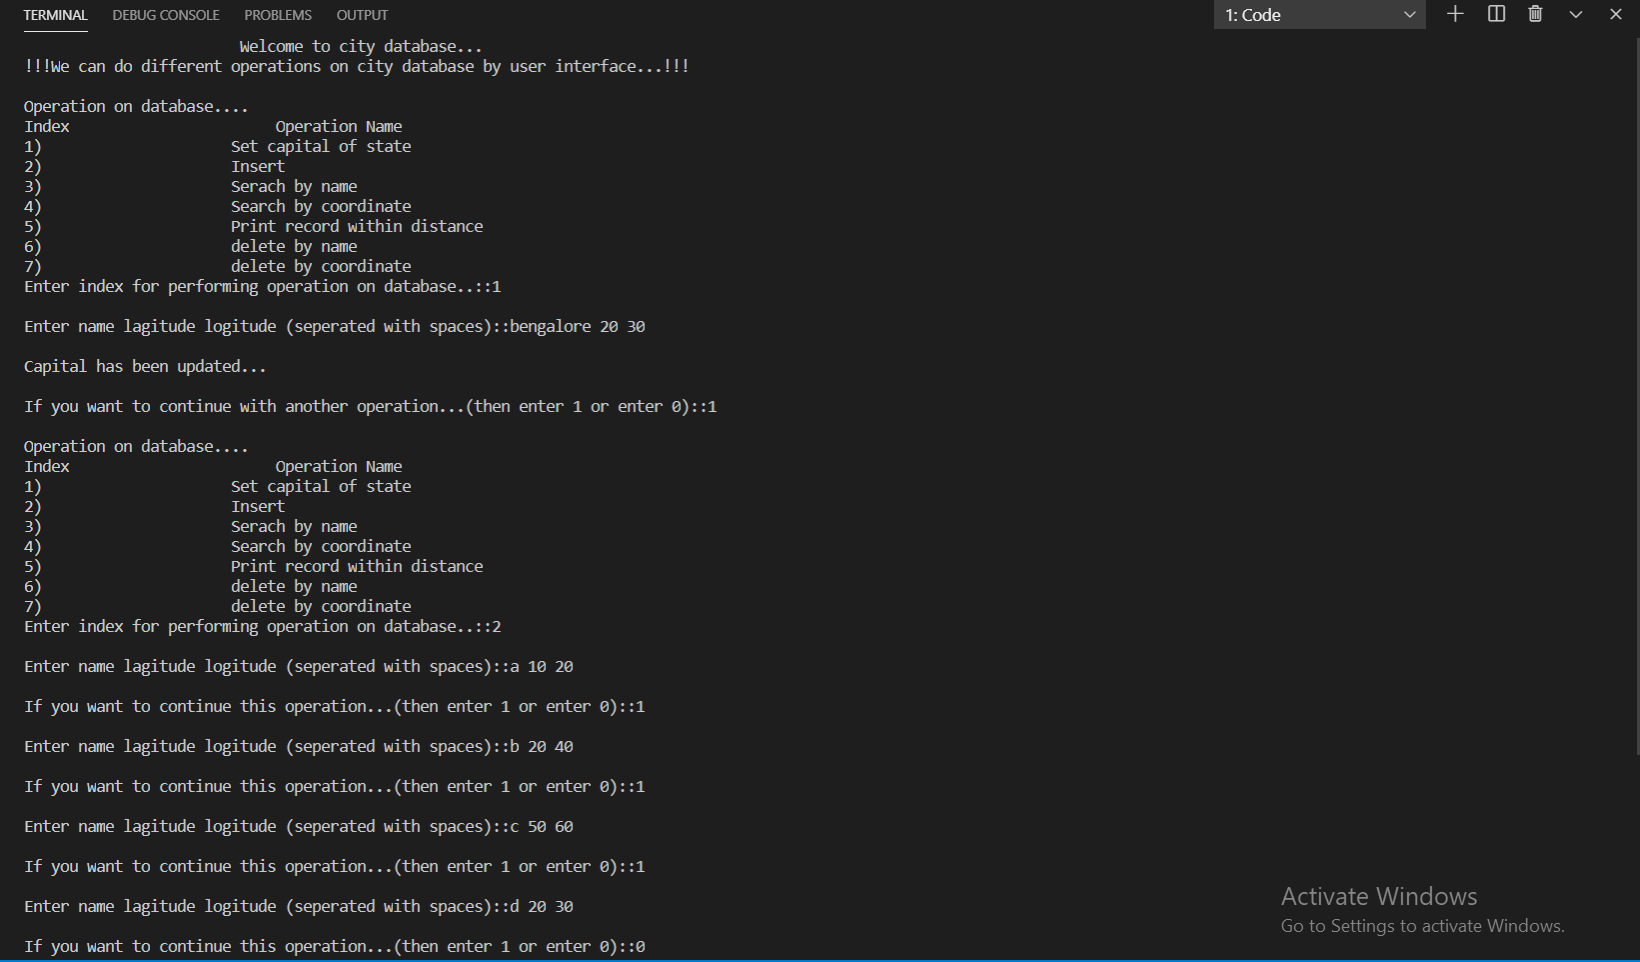 TERMINAL DEBUG CONSOLE PROBLEMS OUTPUT 1: Code
Welcome to city database...
!!!We can do different operations on city database by user interface...!!!
Operation on database....
Index Operation Name
1) Set capital of state
2) Insert
3) Serach by name
4) Search by coordinate
5) Print record within distance
6) delete by name
7) delete by coordinate
Enter index for performing operation on database..::1
Enter name lagitude logitude (seperated with spaces)::bengalore 20 30
Capital has been updated...
If you want to continue with another operation...(then enter 1 or enter 0)::1
Operation on database....
Index Operation Name
1) Set capital of state
2) Insert
3) Serach by name
4) Search by coordinate
5) Print record within distance
6) delete by name
7) delete by coordinate
Enter index for performing operation on database..::2
Enter name lagitude logitude (seperated with spaces)::a 10 20
If you want to continue this operation...(then enter 1 or enter 0)::1
Enter name lagitude logitude (seperated with spaces)::b 20 40
If you want to continue this operation...(then enter 1 or enter 0)::1
Enter name lagitude logitude (seperated with spaces)::c 50 60
If you want to continue this operation...(then enter 1 or enter 0)::1
Enter name lagitude logitude (seperated with spaces)::d 20 30
If you want to continue this operation...(then enter 1 or enter 0)::0
Activate Windows
Go to Settings to activate Windows.